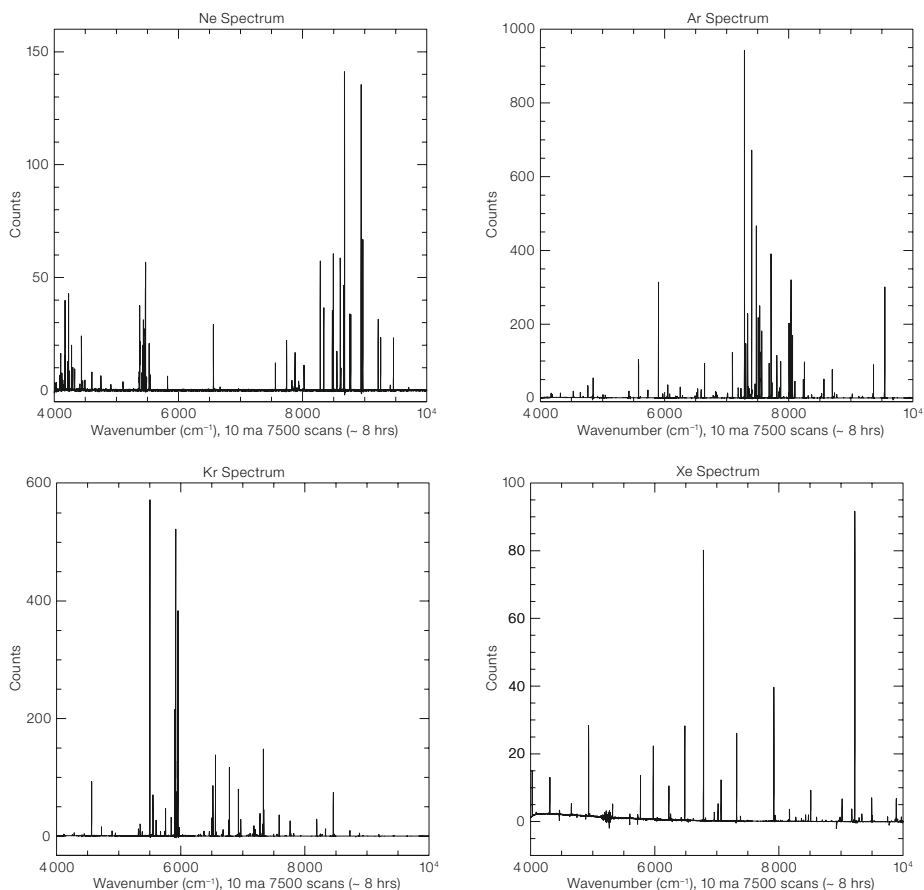 Ne Spectrum
150
100
50
0
Counts
4000 6000 8000 10⁴
Wavenumber (cm⁻¹), 10 ma 7500 scans (~ 8 hrs)
Ar Spectrum
1000
800
600
400
200
0
Counts
4000 6000 8000 10⁴
Wavenumber (cm⁻¹), 10 ma 7500 scans (~ 8 hrs)
Kr Spectrum
600
400
200
0
Counts
4000 6000 8000 10⁴
Wavenumber (cm⁻¹), 10 ma 7500 scans (~ 8 hrs)
Xe Spectrum
100
80
60
40
20
0
Counts
4000 6000 8000 10⁴
Wavenumber (cm⁻¹), 10 ma 7500 scans (~ 8 hrs)